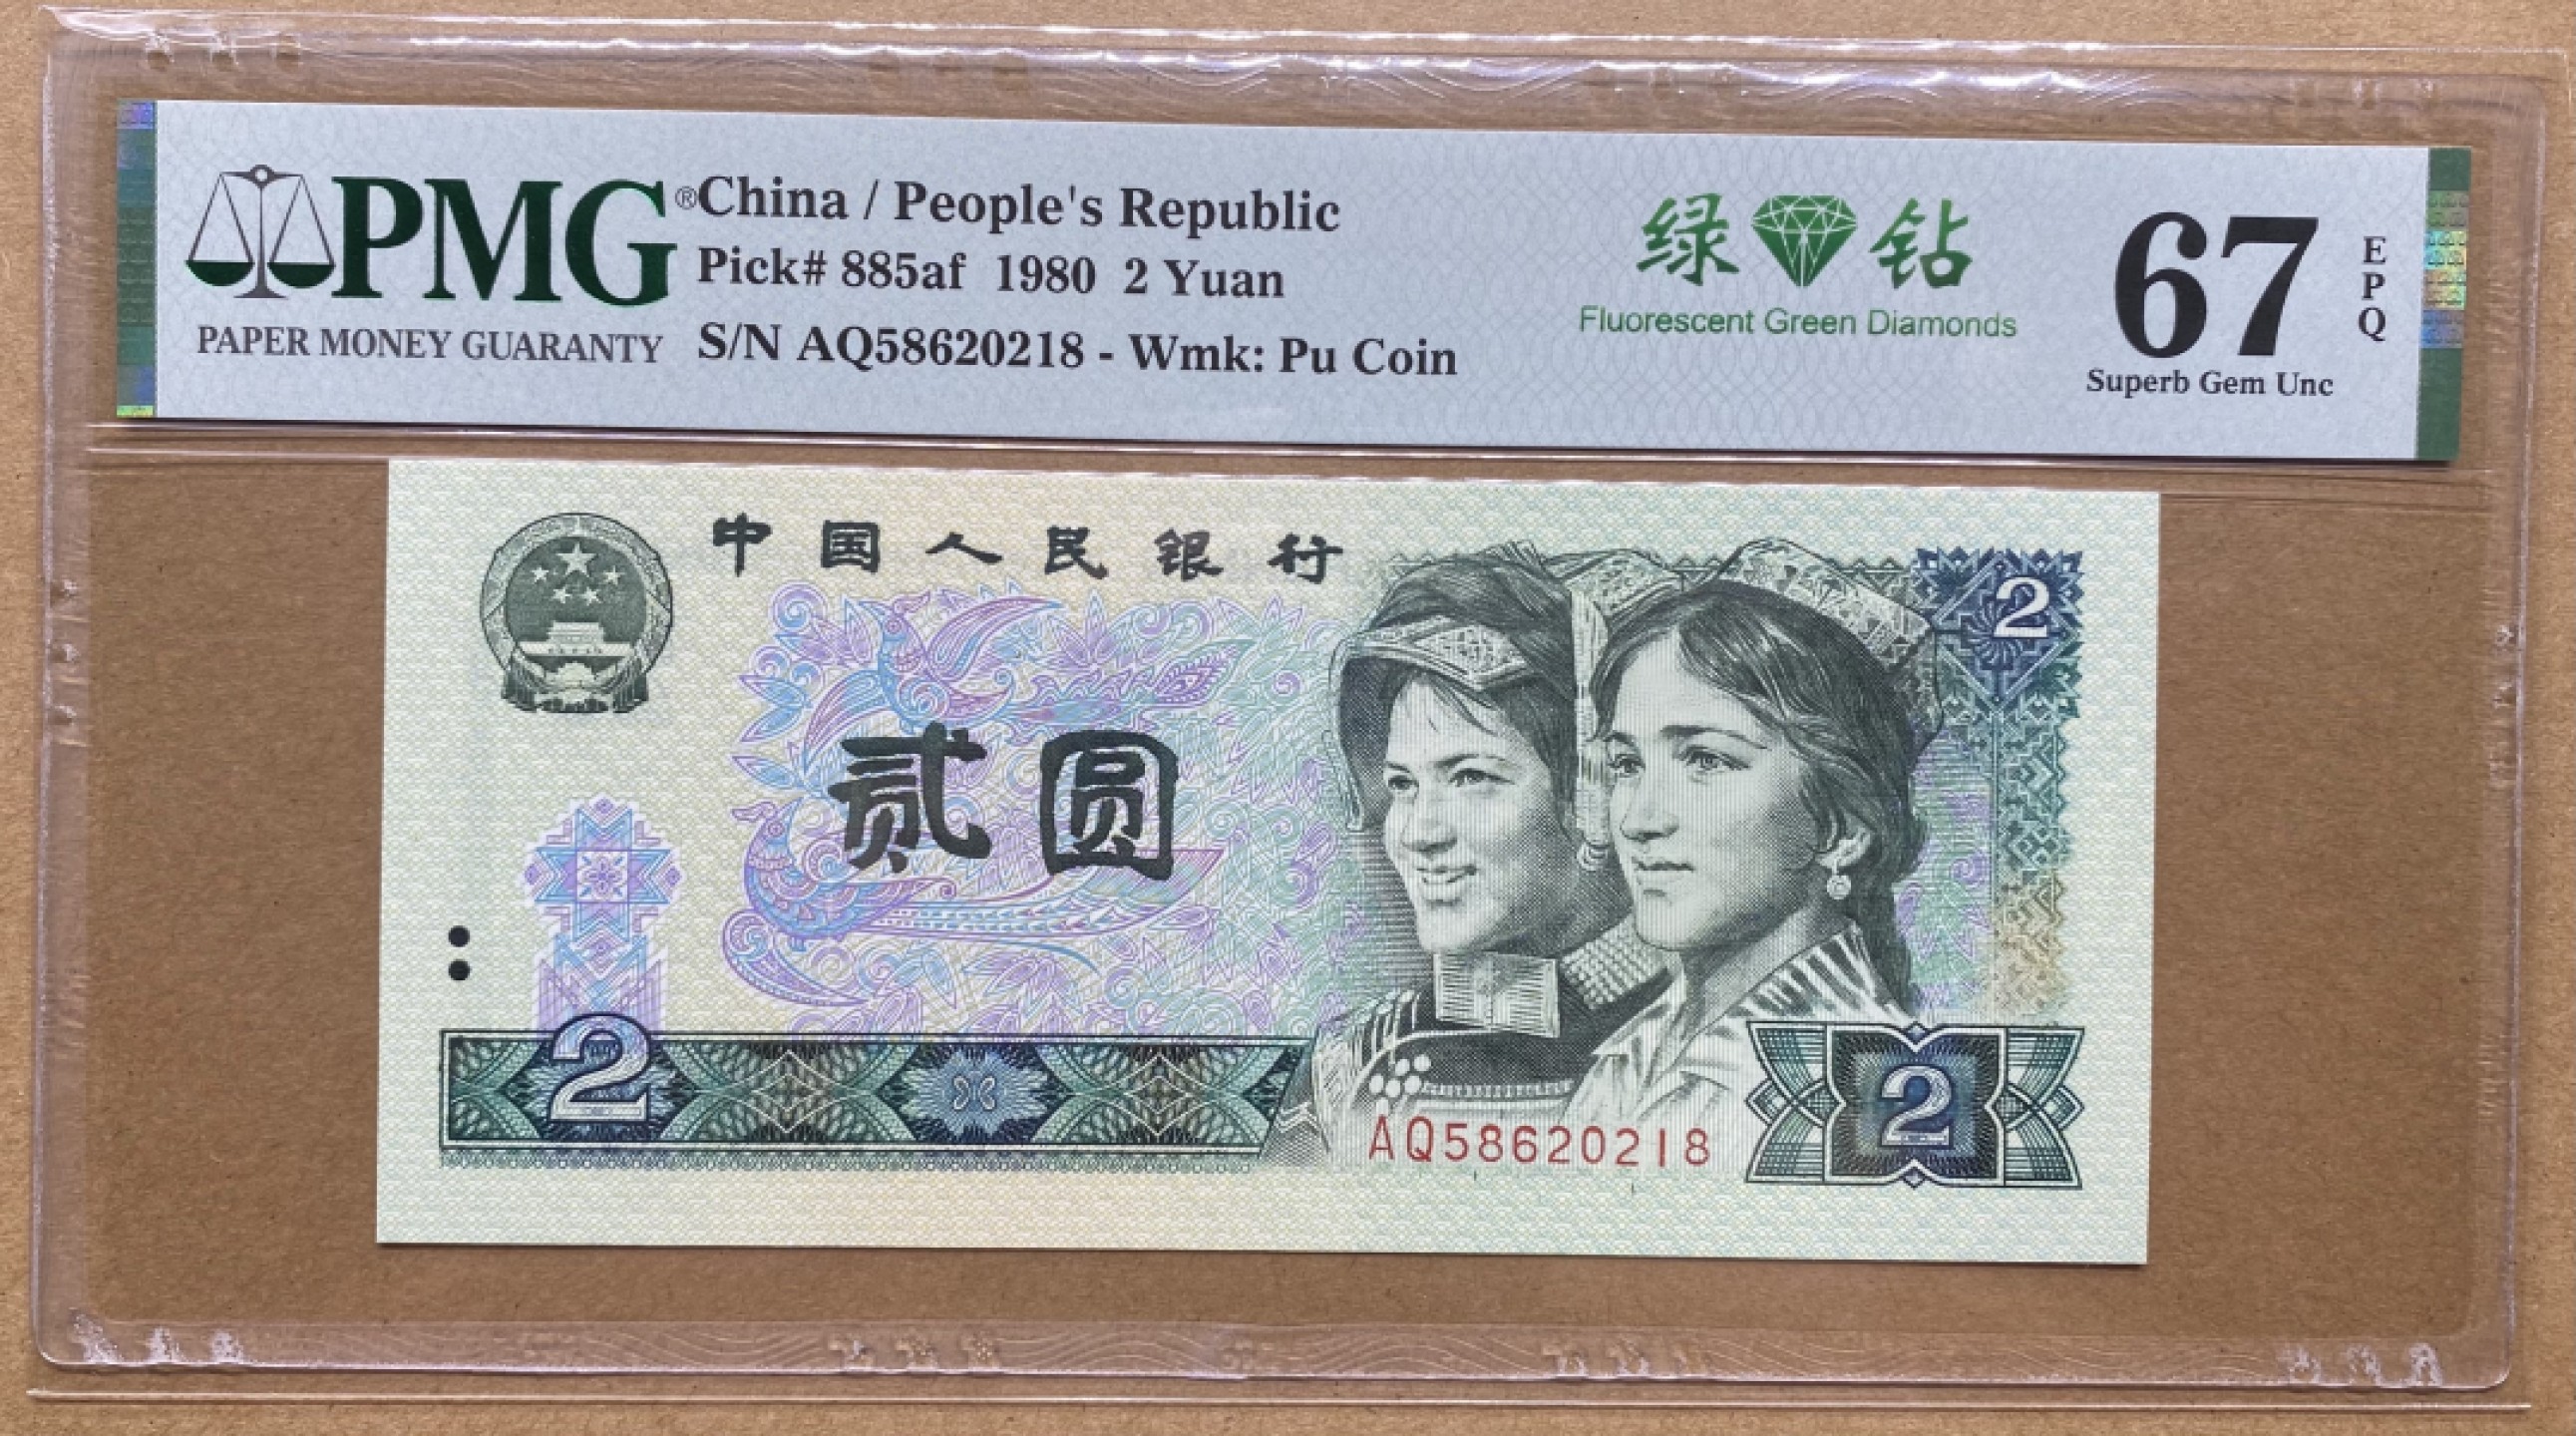 PMG®
PAPER MONEY GUARANTY
China / People's Republic
Pick# 885af 1980 2 Yuan
S/N AQ58620218 - Wmk: Pu Coin
绿钻
Fluorescent Green Diamonds
67
EPQ
Superb Gem Unc
中国人民银行
2
贰圆
2
AQ58620218
2